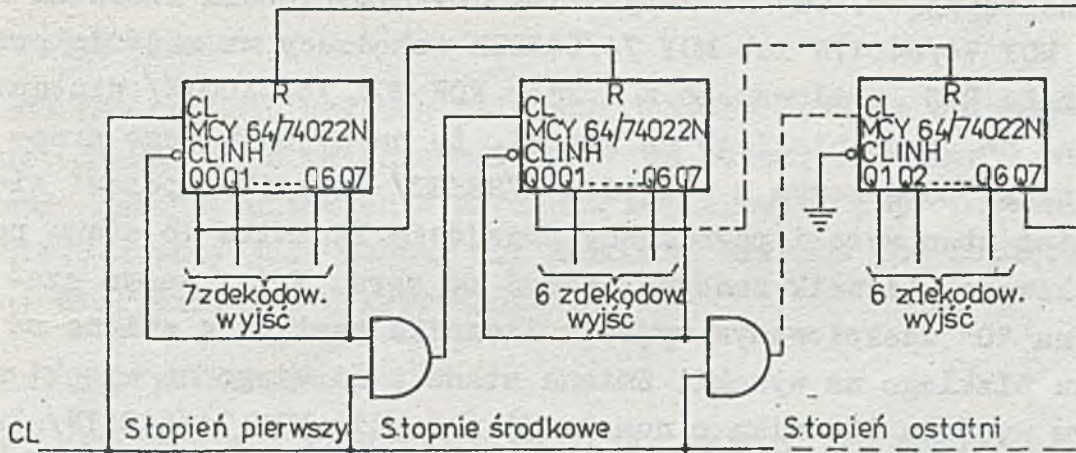 R
CL
MCY 64/74022N
CLINH
Q0 Q1.....Q6 Q7
7 zdekodow.
wyjść
R
CL
MCY 64/74022N
CLINH
Q0 Q1.....Q6 Q7
6 zdekodow.
wyjść
R
CL
MCY 64/74022N
CLINH
Q1 Q2....Q6 Q7
6 zdekodow.
wyjść
CL Stopień pierwszy Stopnie środkowe Stopień ostatni